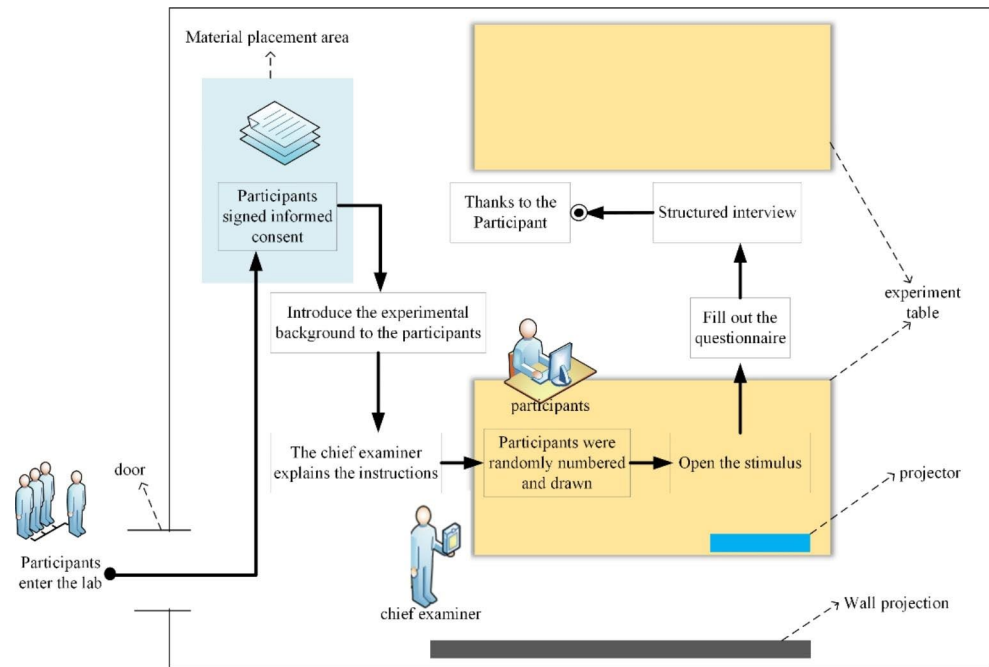 Material placement area
Participants
signed informed
consent
Thanks to the
Participant
Structured interview
Introduce the experimental
background to the participants
Fill out the
questionnaire
experiment
table
participants
The chief examiner
explains the instructions
Participants were
randomly numbered
and drawn
Open the stimulus
door
projector
Participants
enter the lab
chief examiner
Wall projection